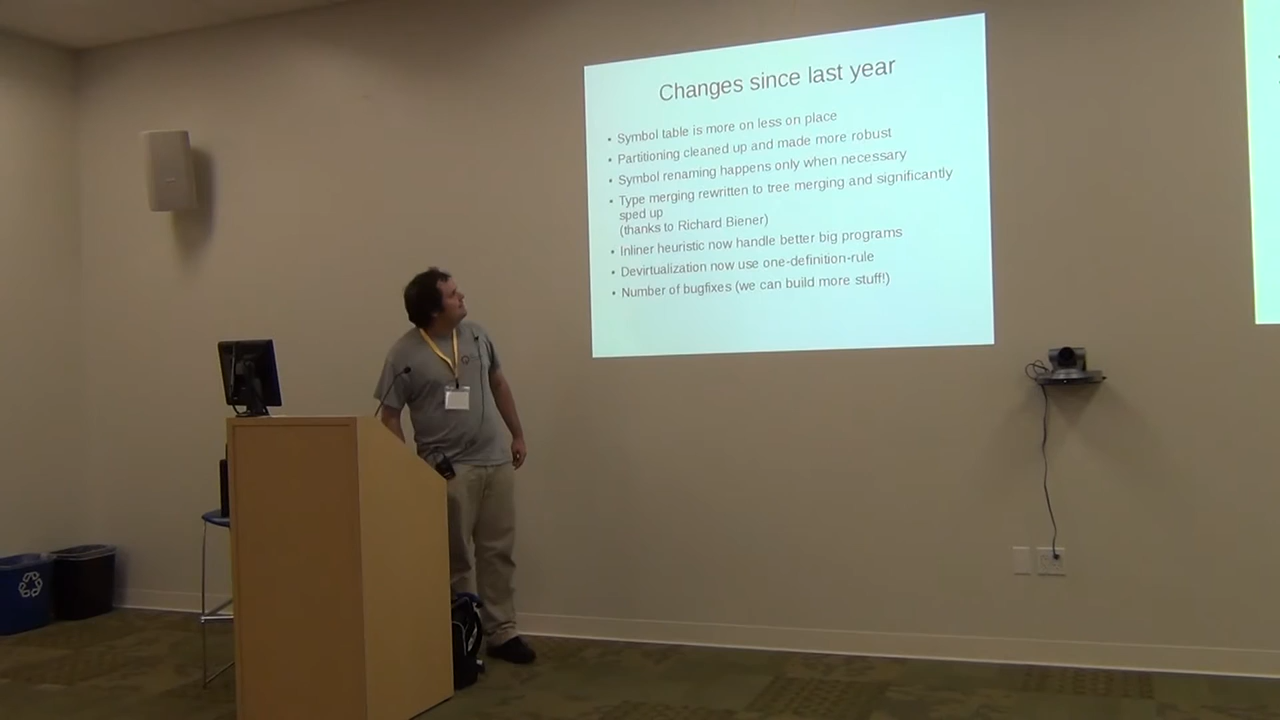 Changes since last year
• Symbol table is more on less on place
• Partitioning cleaned up and made more robust
• Symbol renaming happens only when necessary
• Type merging rewritten to tree merging and significantly
sped up
(thanks to Richard Biener)
• Inliner heuristic now handle better big programs
• Devirtualization now use one-definition-rule
• Number of bugfixes (we can build more stuff!)